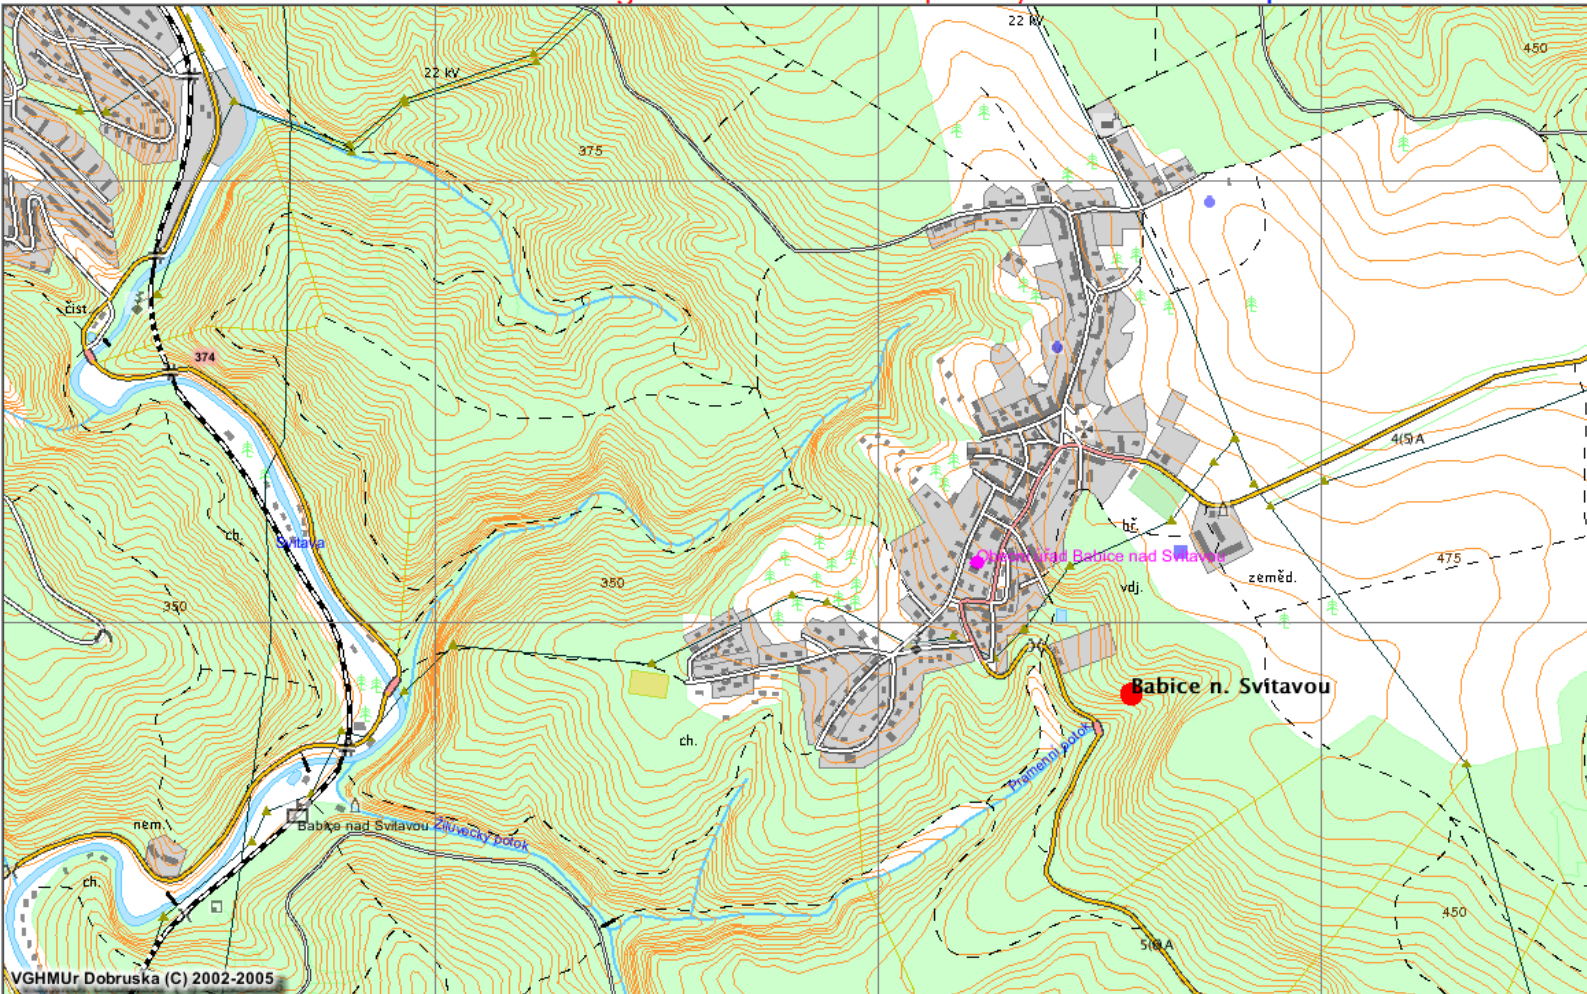 22 kV
450
22 kV
375
číst.
374
4(5)A
ch.
Svitava
hř.
Obecní úřad Babice nad Svitavou
475
350
zeměd.
vdj.
350
Babice n. Svitavou
ch.
Pramenní potok
nem.
Babice nad Svitavou
Žilůvecký potok
ch.
450
5(6)A
VGHMUr Dobruska (C) 2002-2005